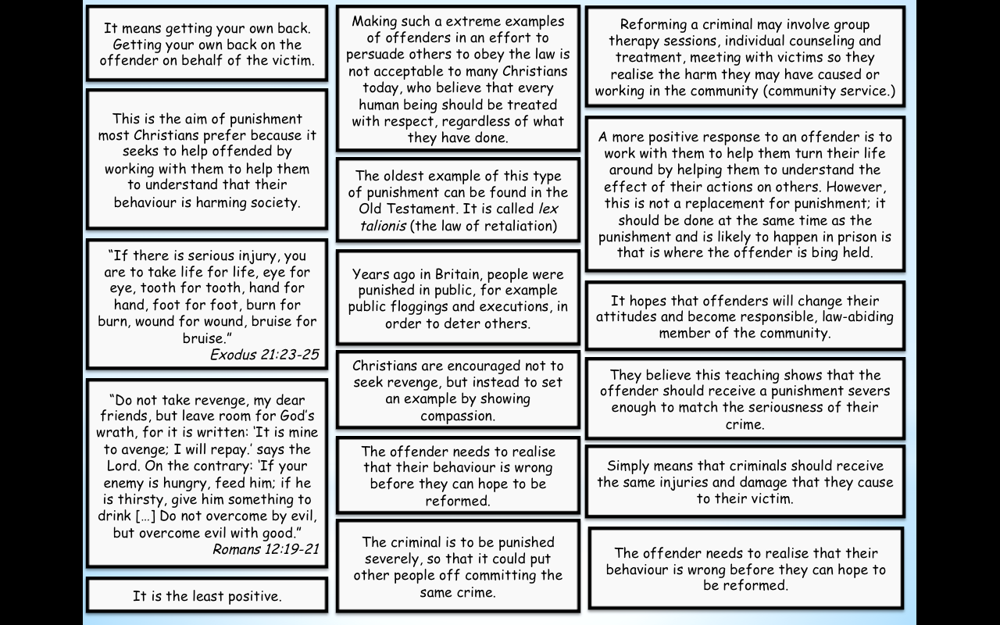 It means getting your own back.
Getting your own back on the
offender on behalf of the victim.
This is the aim of punishment
most Christians prefer because it
seeks to help offended by
working with them to help them
to understand that their
behaviour is harming society.
“If there is serious injury, you
are to take life for life, eye for
eye, tooth for tooth, hand for
hand, foot for foot, burn for
burn, wound for wound, bruise for
bruise.”
Exodus 21:23-25
“Do not take revenge, my dear
friends, but leave room for God’s
wrath, for it is written: ‘It is mine
to avenge; I will repay.’ says the
Lord. On the contrary: ‘If your
enemy is hungry, feed him; if he
is thirsty, give him something to
drink […] Do not overcome by evil,
but overcome evil with good.”
Romans 12:19-21
It is the least positive.
Making such a extreme examples
of offenders in an effort to
persuade others to obey the law is
not acceptable to many Christians
today, who believe that every
human being should be treated
with respect, regardless of what
they have done.
The oldest example of this type
of punishment can be found in the
Old Testament. It is called lex
talionis (the law of retaliation)
Years ago in Britain, people were
punished in public, for example
public floggings and executions, in
order to deter others.
Christians are encouraged not to
seek revenge, but instead to set
an example by showing
compassion.
The offender needs to realise
that their behaviour is wrong
before they can hope to be
reformed.
The criminal is to be punished
severely, so that it could put
other people off committing the
same crime.
Reforming a criminal may involve group
therapy sessions, individual counseling and
treatment, meeting with victims so they
realise the harm they may have caused or
working in the community (community service.)
A more positive response to an offender is to
work with them to help them turn their life
around by helping them to understand the
effect of their actions on others. However,
this is not a replacement for punishment; it
should be done at the same time as the
punishment and is likely to happen in prison is
that is where the offender is bing held.
It hopes that offenders will change their
attitudes and become responsible, law-abiding
member of the community.
They believe this teaching shows that the
offender should receive a punishment severs
enough to match the seriousness of their
crime.
Simply means that criminals should receive
the same injuries and damage that they cause
to their victim.
The offender needs to realise that their
behaviour is wrong before they can hope to
be reformed.